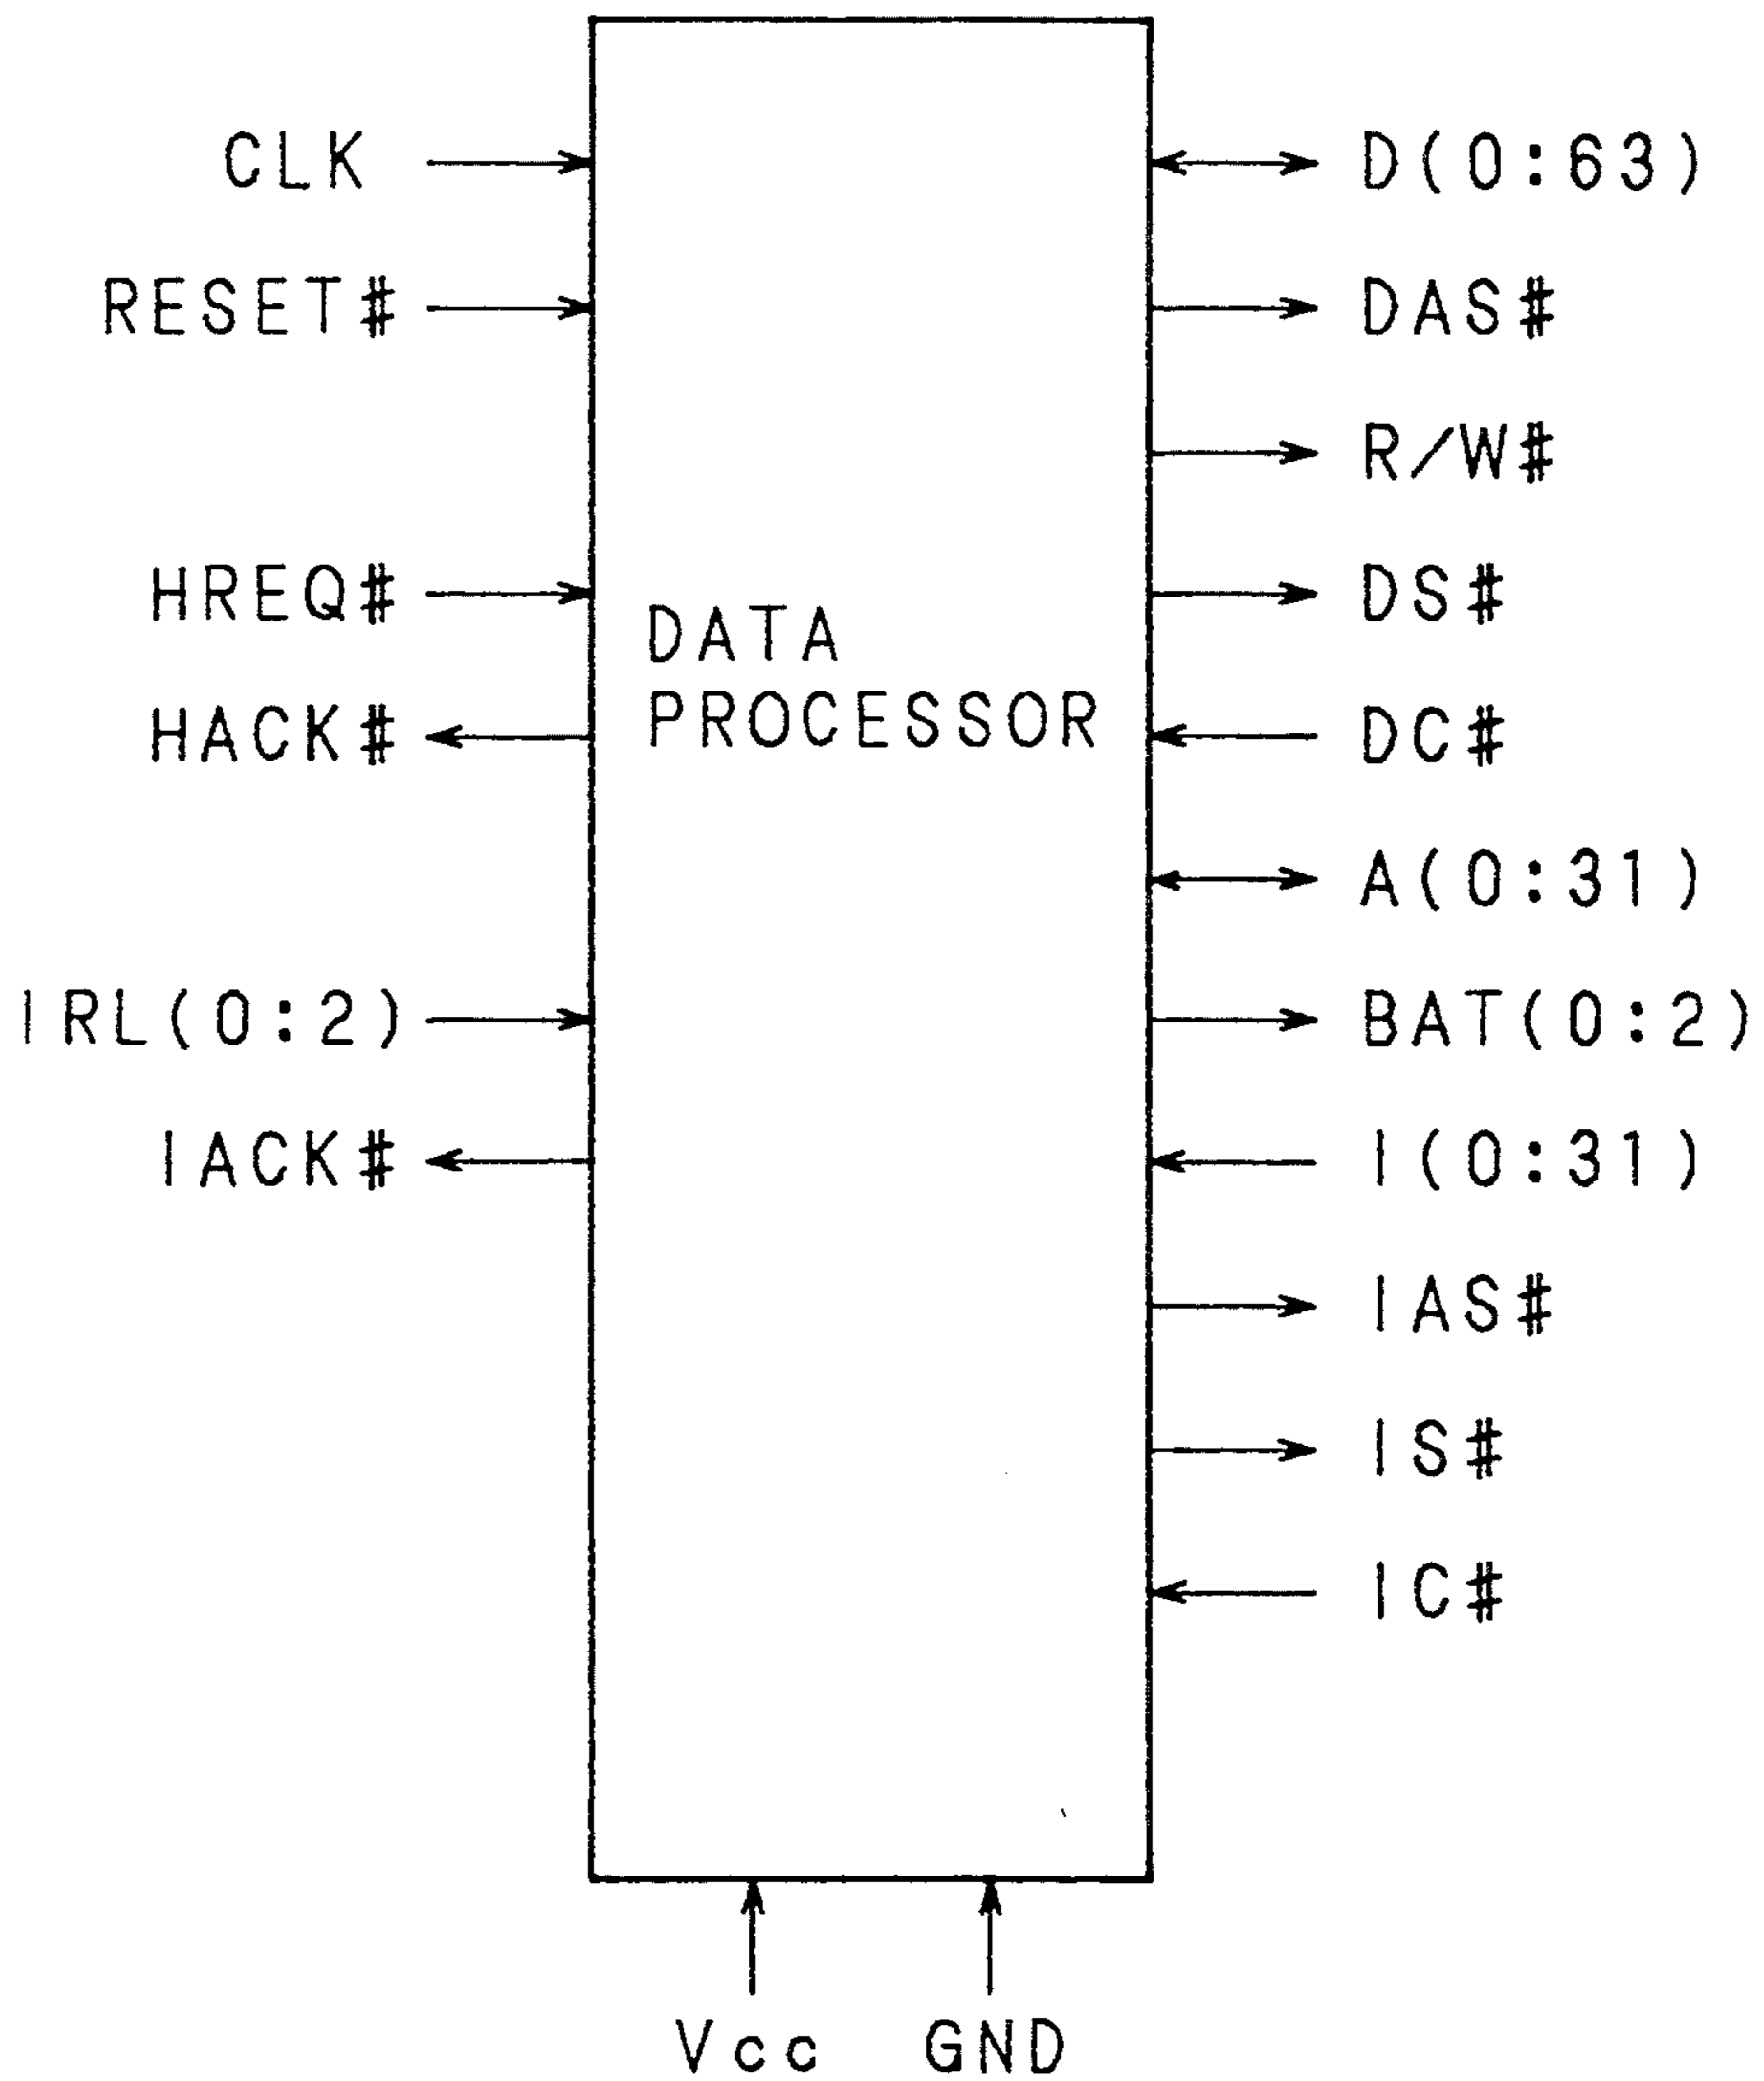 CLK
RESET#
HREQ#
HACK#
IRL(0:2)
IACK#
DATA
PROCESSOR
D(0:63)
DAS#
R/W#
DS#
DC#
A(0:31)
BAT(0:2)
I(0:31)
IAS#
IS#
IC#
Vcc
GND